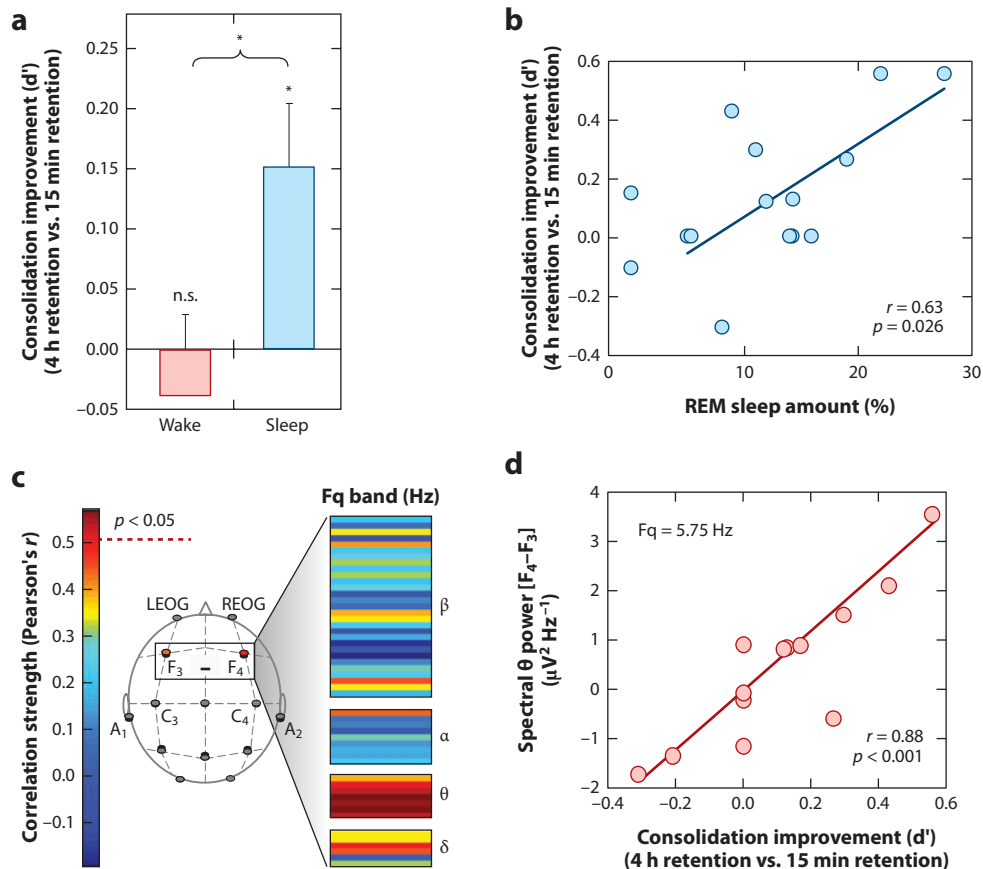 a
Consolidation improvement (d')
(4 h retention vs. 15 min retention)
0.25
0.20
0.15
0.10
0.05
0.00
−0.05
*
*
n.s.
Wake
Sleep
b
Consolidation improvement (d')
(4 h retention vs. 15 min retention)
0.6
0.4
0.2
0.0
−0.2
−0.4
r = 0.63
p = 0.026
0
10
20
30
REM sleep amount (%)
c
Correlation strength (Pearson's r)
0.5
0.4
0.3
0.2
0.1
0.0
−0.1
p < 0.05
Fq band (Hz)
LEOG
REOG
F3
–
F4
A1
C3
C4
A2
β
α
θ
δ
d
Spectral θ power [F4–F3]
(μV² Hz⁻¹)
4
3
2
1
0
−1
−2
Fq = 5.75 Hz
r = 0.88
p < 0.001
−0.4
−0.2
0.0
0.2
0.4
0.6
Consolidation improvement (d')
(4 h retention vs. 15 min retention)